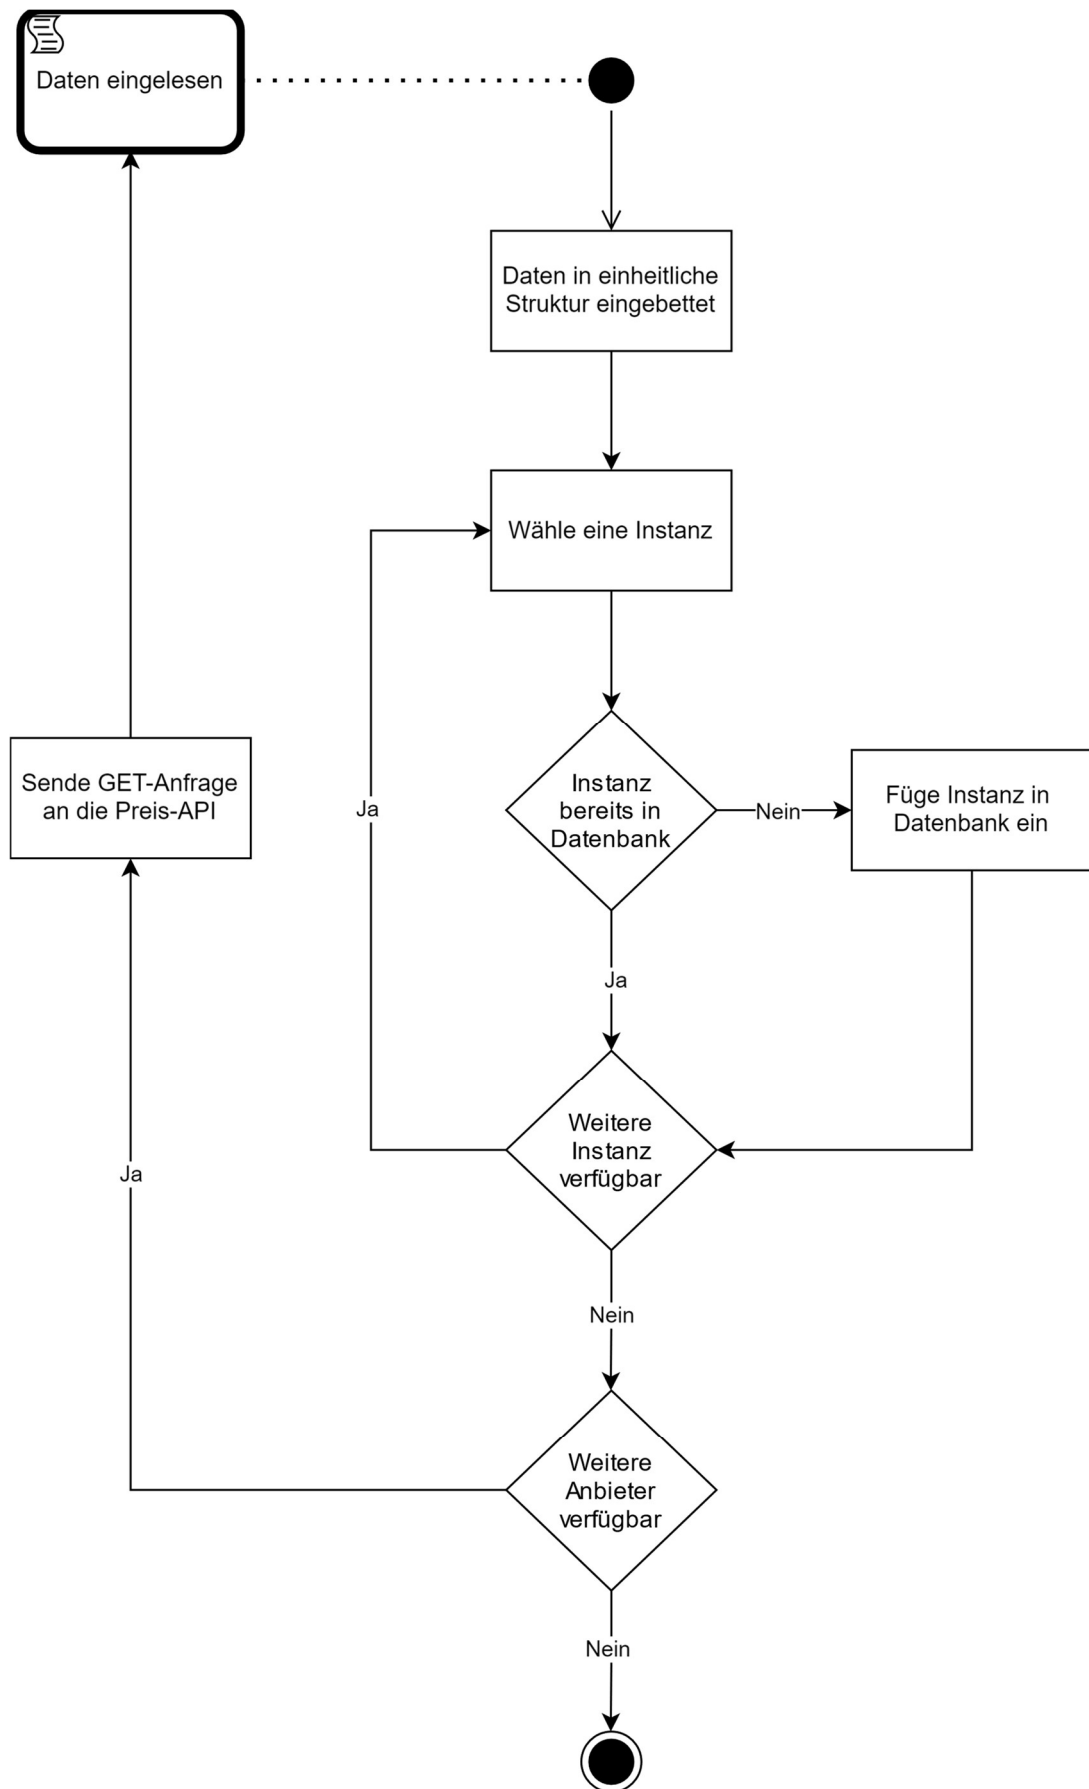 Daten eingelesen
Daten in einheitliche
Struktur eingebettet
Wähle eine Instanz
Sende GET-Anfrage
an die Preis-API
Ja
Instanz
bereits in
Datenbank
Nein
Füge Instanz in
Datenbank ein
Ja
Weitere
Instanz
verfügbar
Ja
Nein
Weitere
Anbieter
verfügbar
Nein